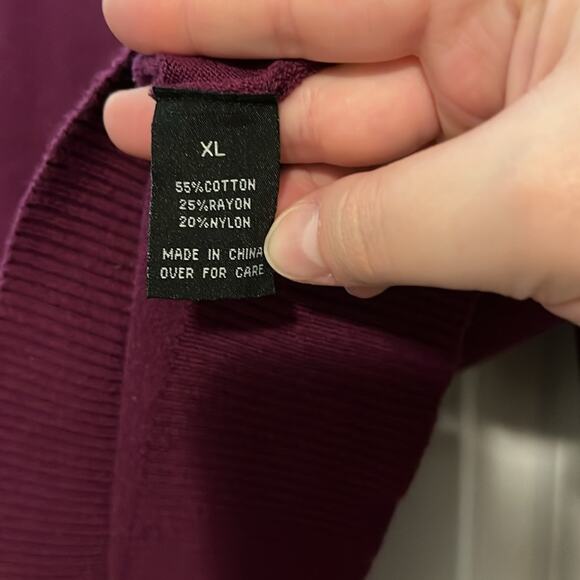 XL
55%COTTON
25%RAYON
20%NYLON
MADE IN CHINA
OVER FOR CARE